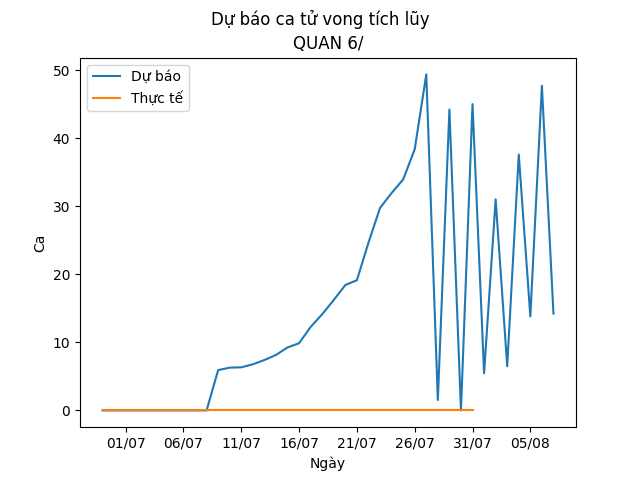 Dự báo ca tử vong tích lũy
QUAN 6/
Dự báo
Thực tế
Ca
50
40
30
20
10
0
01/07 06/07 11/07 16/07 21/07 26/07 31/07 05/08
Ngày